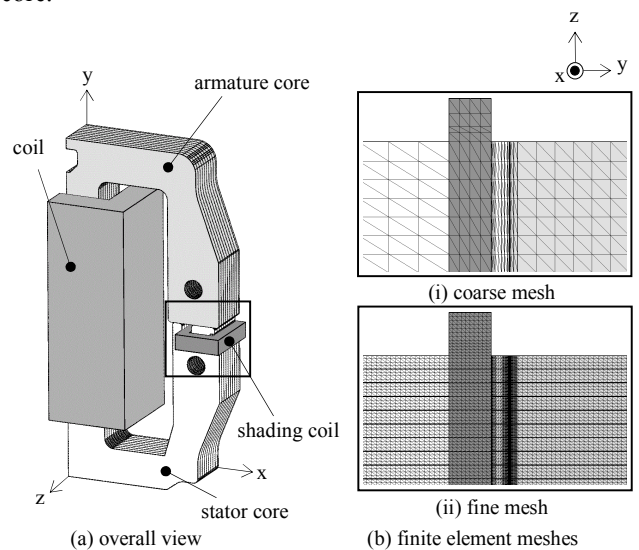 core.
z
x
y
y
armature core
coil
shading coil
x
z
stator core
(a) overall view
(i) coarse mesh
(ii) fine mesh
(b) finite element meshes